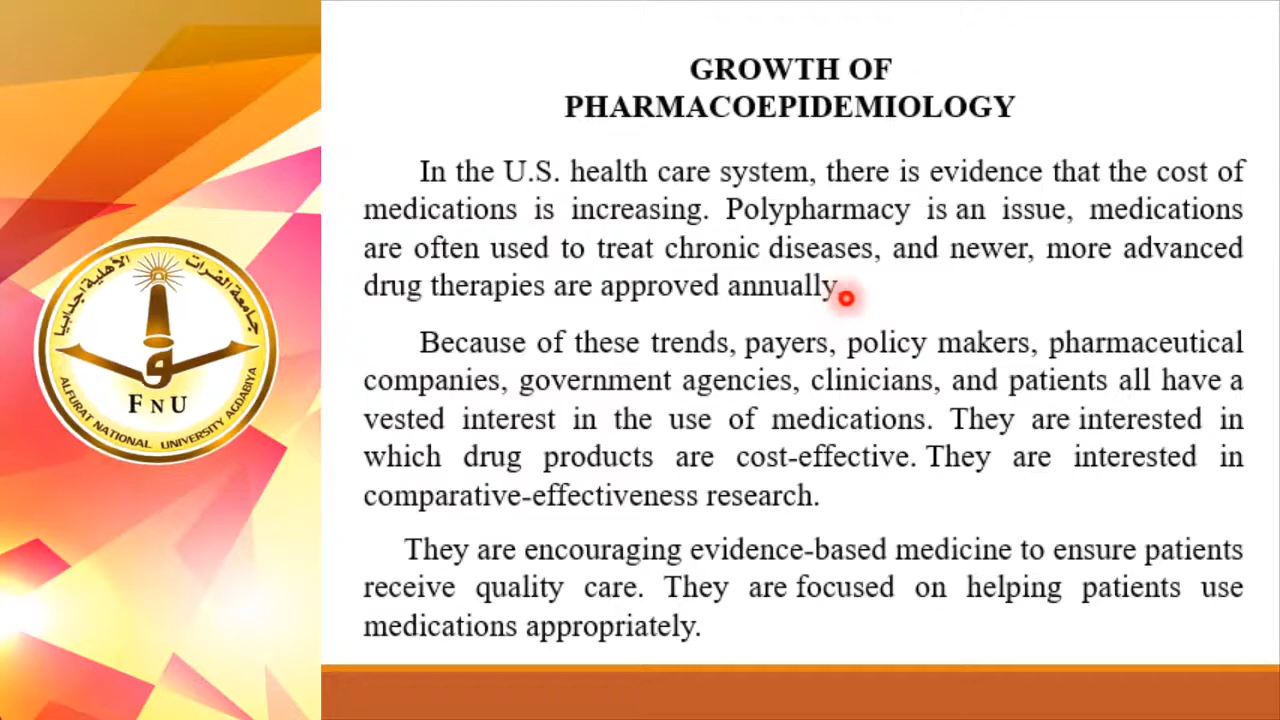 GROWTH OF
PHARMACOEPIDEMIOLOGY
In the U.S. health care system, there is evidence that the cost of
medications is increasing. Polypharmacy is an issue, medications
are often used to treat chronic diseases, and newer, more advanced
drug therapies are approved annually.
Because of these trends, payers, policy makers, pharmaceutical
companies, government agencies, clinicians, and patients all have a
vested interest in the use of medications. They are interested in
which drug products are cost-effective. They are interested in
comparative-effectiveness research.
They are encouraging evidence-based medicine to ensure patients
receive quality care. They are focused on helping patients use
medications appropriately.
جامعة الفرات الأهلية اجدابيا
FNU
ALFURAT NATIONAL UNIVERSITY AGDABIYA